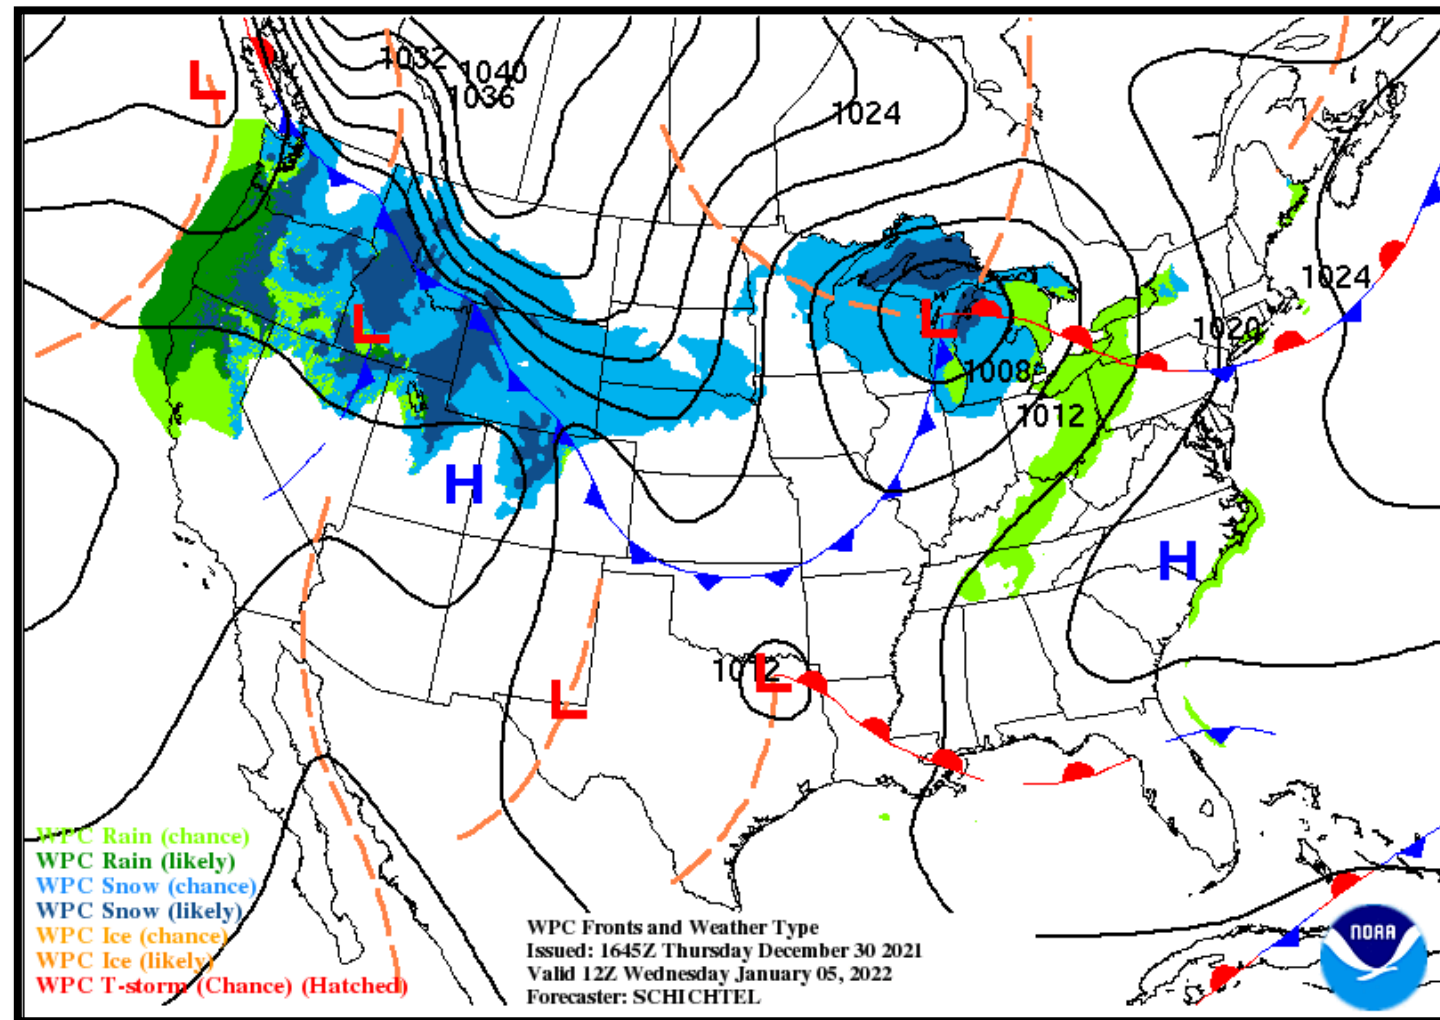 L
1032
1040
1036
1024
1024
L
L
1020
1008
1012
H
H
1012
L
L
WPC Rain (chance)
WPC Rain (likely)
WPC Snow (chance)
WPC Snow (likely)
WPC Ice (chance)
WPC Ice (likely)
WPC T-storm (Chance) (Hatched)
WPC Fronts and Weather Type
Issued: 1645Z Thursday December 30 2021
Valid 12Z Wednesday January 05, 2022
Forecaster: SCHICHTEL
NOAA